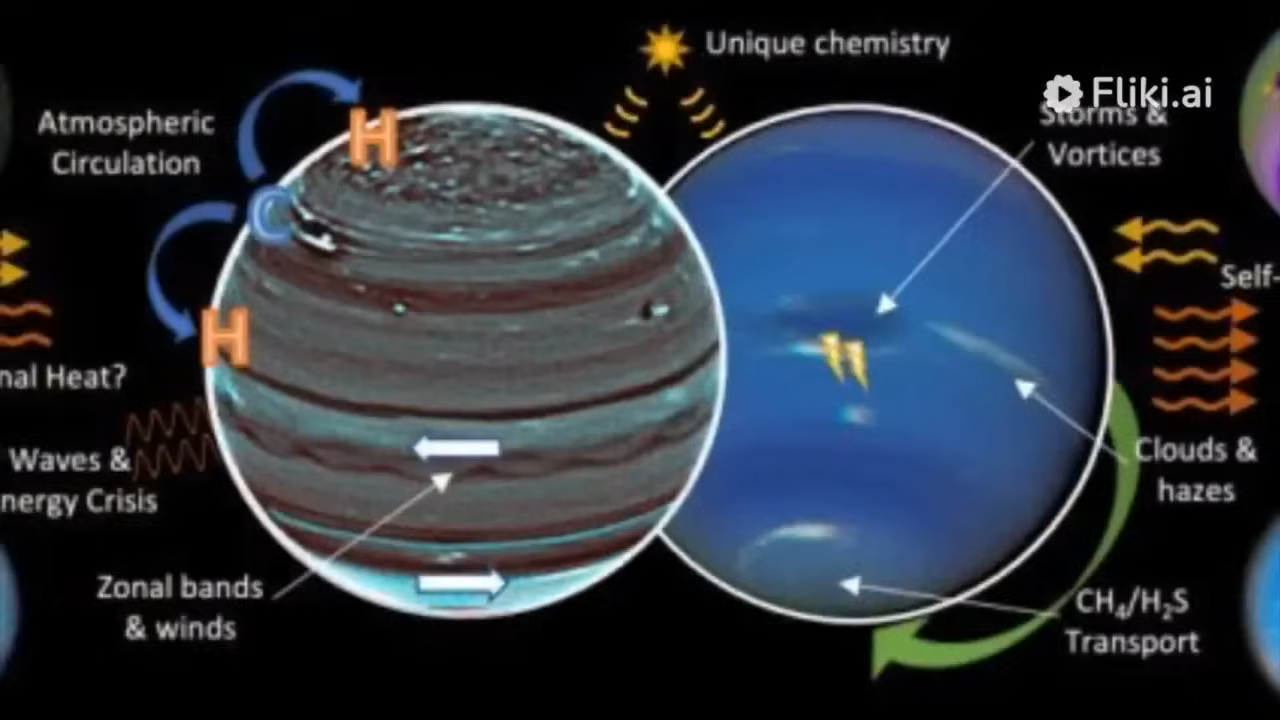 Unique chemistry
Fliki.ai
Atmospheric
Circulation
H
Storms &
Vortices
C
H
Self-
nal Heat?
Waves &
nergy Crisis
Clouds &
hazes
Zonal bands
& winds
CH₄/H₂S
Transport